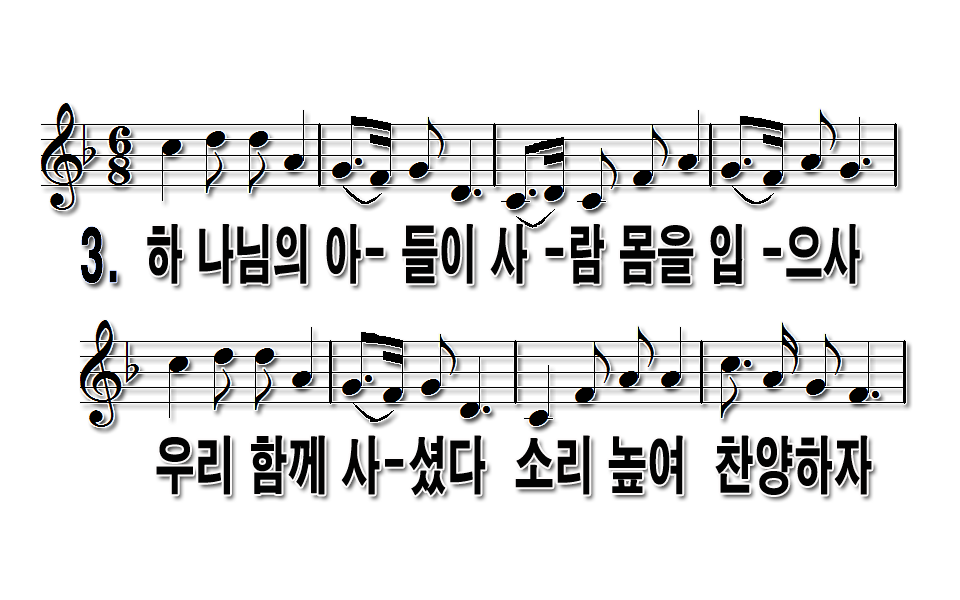 3. 하 나님의 아- 들이 사 -람 몸을 입 -으사
우리 함께 사-셨다 소리 높여 찬양하자